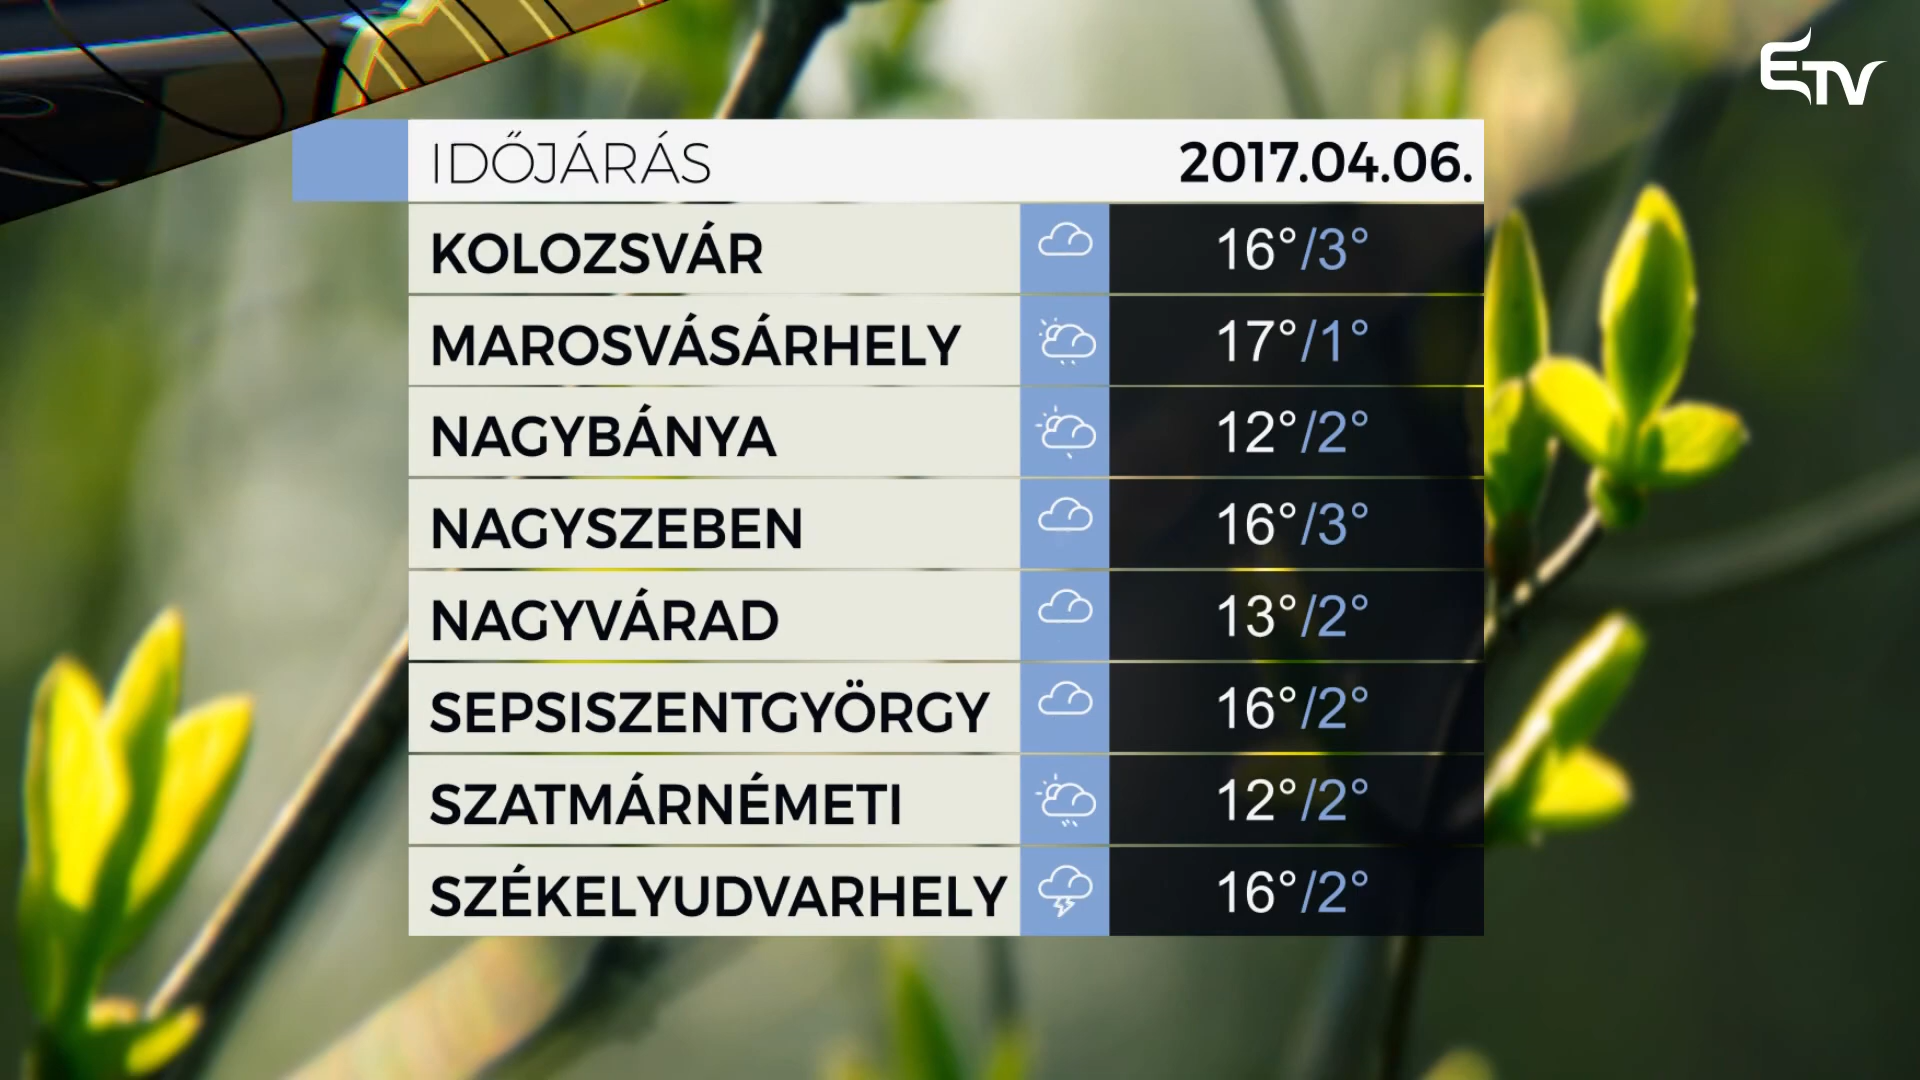 ÉTV
IDŐJÁRÁS 2017.04.06.
KOLOZSVÁR 16°/3°
MAROSVÁSÁRHELY 17°/1°
NAGYBÁNYA 12°/2°
NAGYSZEBEN 16°/3°
NAGYVÁRAD 13°/2°
SEPSISZENTGYÖRGY 16°/2°
SZATMÁRNÉMETI 12°/2°
SZÉKELYUDVARHELY 16°/2°